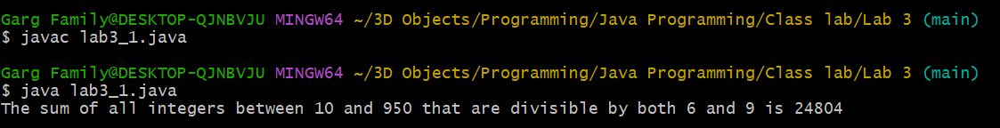 Garg Family@DESKTOP-QJNBVJU MINGW64 ~/3D Objects/Programming/Java Programming/Class lab/Lab 3 (main)
$ javac lab3_1.java
Garg Family@DESKTOP-QJNBVJU MINGW64 ~/3D Objects/Programming/Java Programming/Class lab/Lab 3 (main)
$ java lab3_1.java
The sum of all integers between 10 and 950 that are divisible by both 6 and 9 is 24804